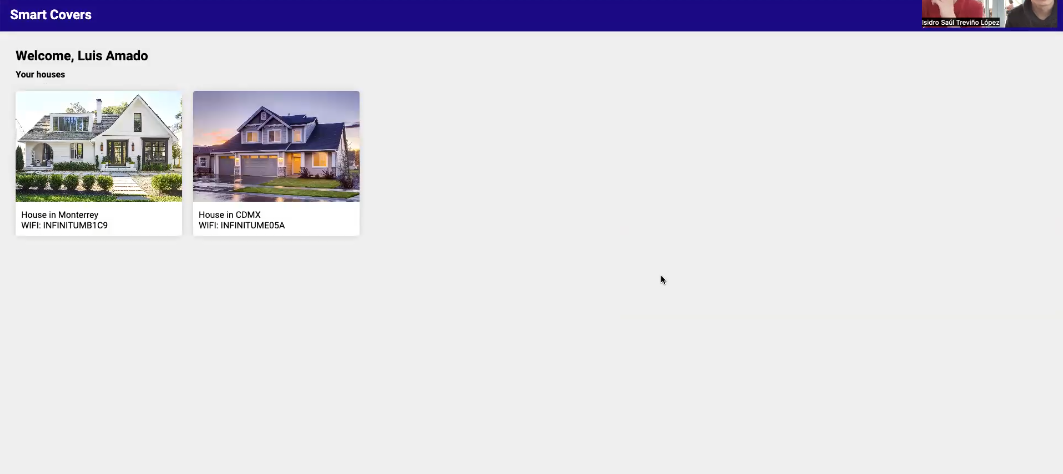 Smart Covers
Isidro Saúl Treviño López
Welcome, Luis Amado
Your houses
House in Monterrey
WIFI: INFINITUMB1C9
House in CDMX
WIFI: INFINITUME05A